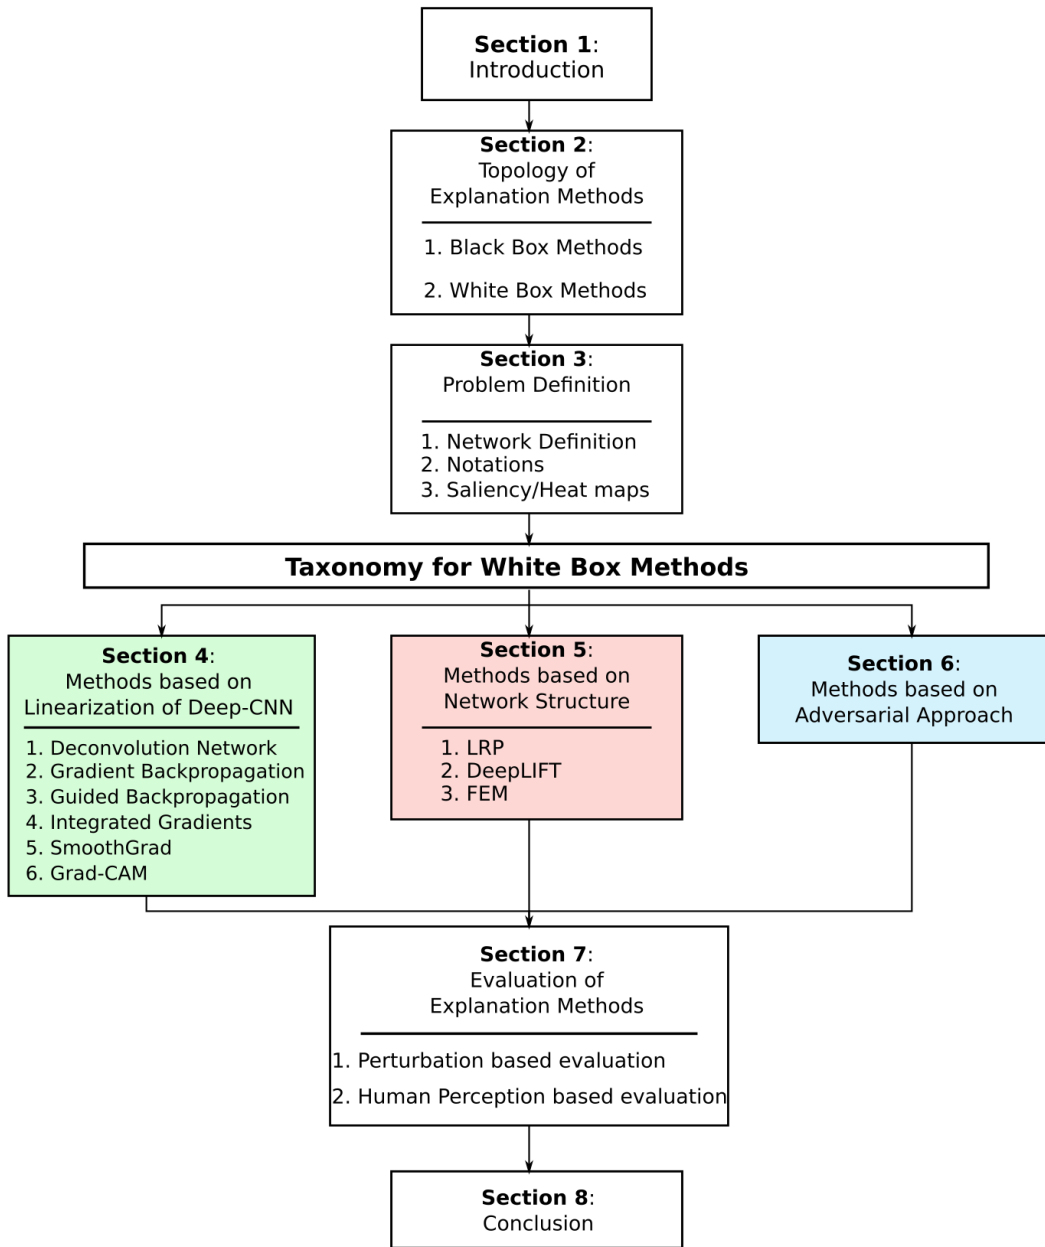 Section 1:
Introduction
Section 2:
Topology of
Explanation Methods
1. Black Box Methods
2. White Box Methods
Section 3:
Problem Definition
1. Network Definition
2. Notations
3. Saliency/Heat maps
Taxonomy for White Box Methods
Section 4:
Methods based on
Linearization of Deep-CNN
1. Deconvolution Network
2. Gradient Backpropagation
3. Guided Backpropagation
4. Integrated Gradients
5. SmoothGrad
6. Grad-CAM
Section 5:
Methods based on
Network Structure
1. LRP
2. DeepLIFT
3. FEM
Section 6:
Methods based on
Adversarial Approach
Section 7:
Evaluation of
Explanation Methods
1. Perturbation based evaluation
2. Human Perception based evaluation
Section 8:
Conclusion